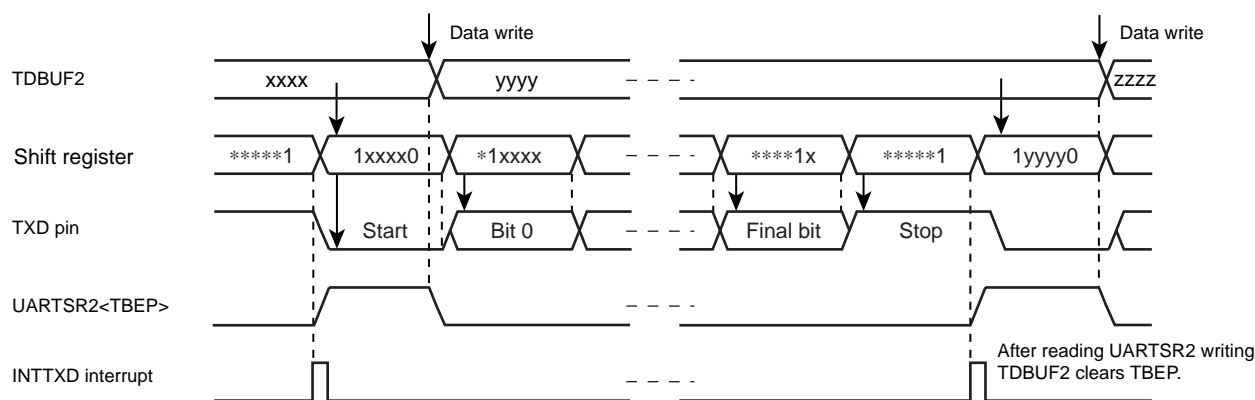 Data write
Data write
TDBUF2
xxxx
yyyy
zzzz
Shift register
*****1
1xxxx0
*1xxxx
****1x
*****1
1yyyy0
TXD pin
Start
Bit 0
Final bit
Stop
UARTSR2<TBEP>
INTTXD interrupt
After reading UARTSR2 writing
TDBUF2 clears TBEP.